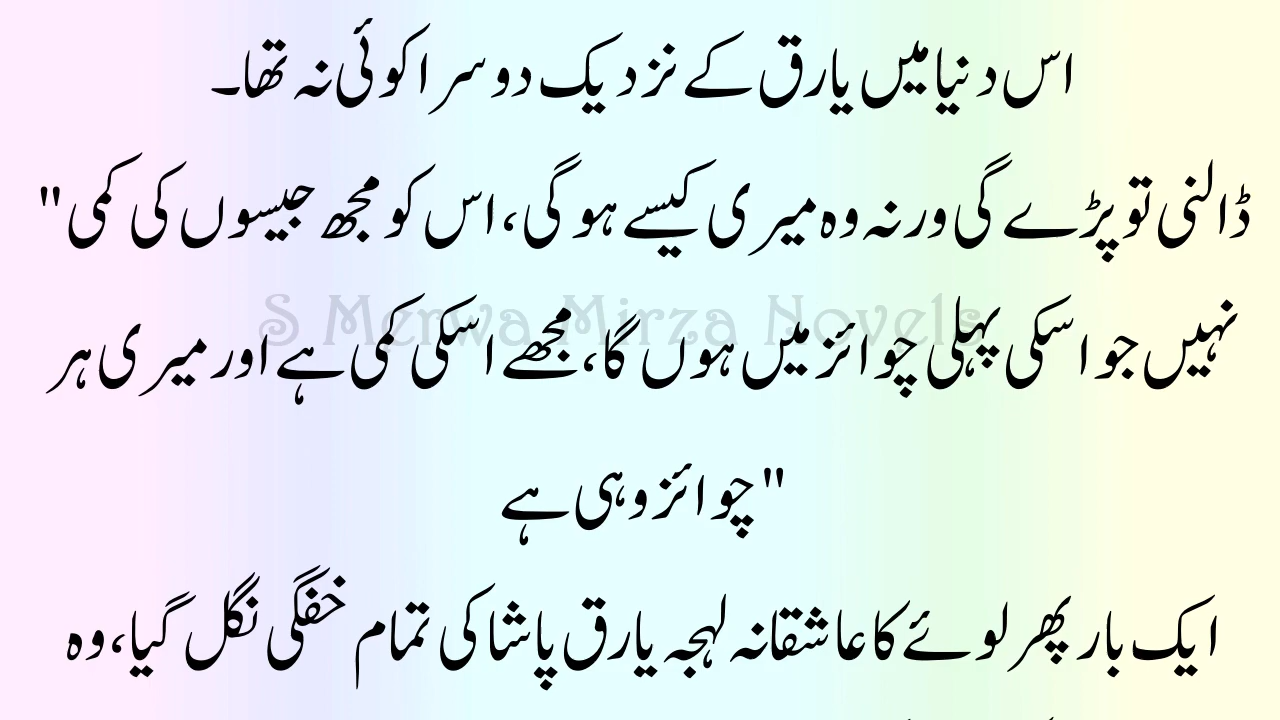 اس دنیا میں یارق کے نزدیک دوسرا کوئی نہ تھا۔
ڈالنی تو پڑے گی ورنہ وہ میری کیسے ہو گی، اس کو مجھ جیسوں کی کمی"
S Merwa Mirza Novels
نہیں جو اسکی پہلی چوائز میں ہوں گا، مجھے اسکی کمی ہے اور میری ہر
"چوائز وہی ہے
ایک بار پھر لوئے کا عاشقانہ لہجہ یارق پاشا کی تمام خفگی نگل گیا، وہ